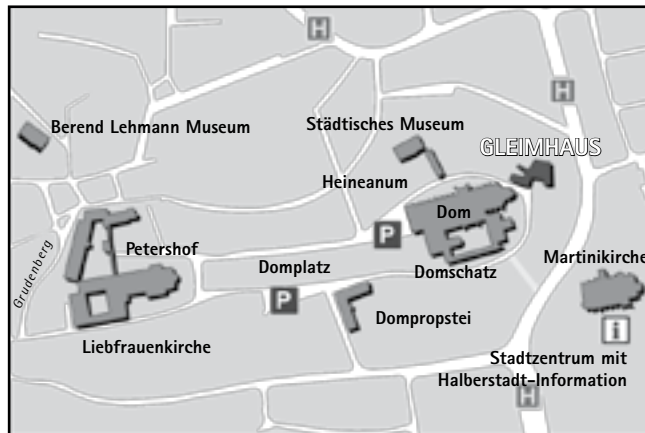 H
H
Berend Lehmann Museum
Städtisches Museum
GLEIMHAUS
Heineanum
Dom
Petershof
P
Domplatz
Domschatz
Martinikirche
Grudenberg
P
Dompropstei
i
Liebfrauenkirche
Stadtzentrum mit
Halberstadt-Information
H